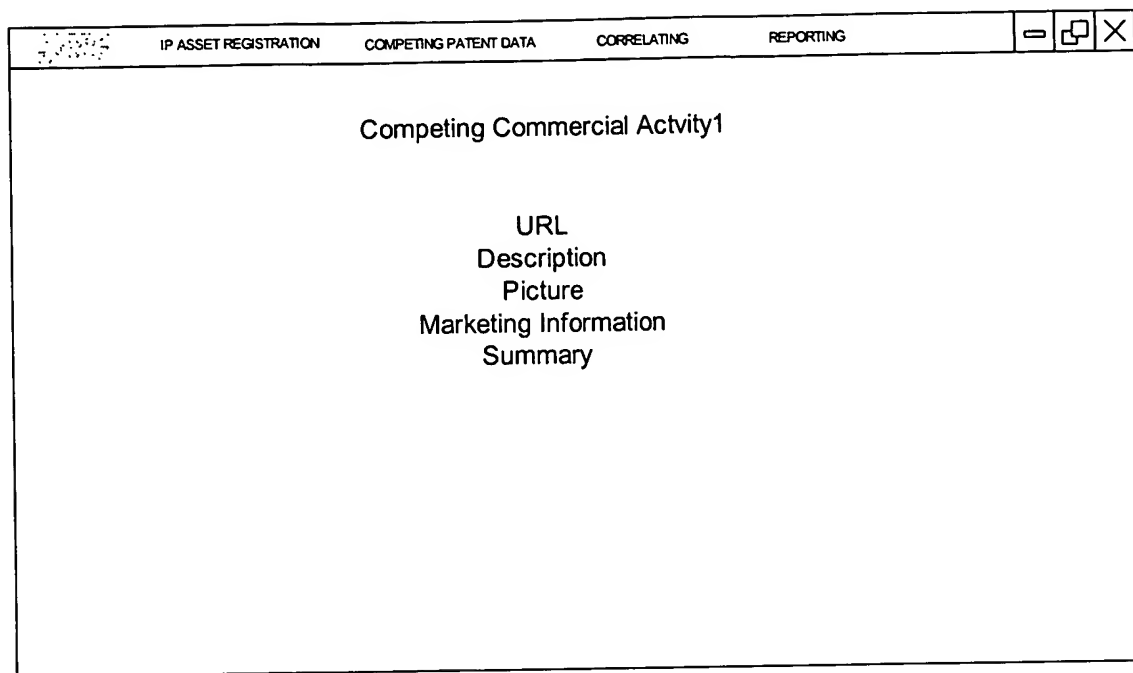 IP ASSET REGISTRATION COMPETING PATENT DATA CORRELATING REPORTING
Competing Commercial Actvity1
URL
Description
Picture
Marketing Information
Summary